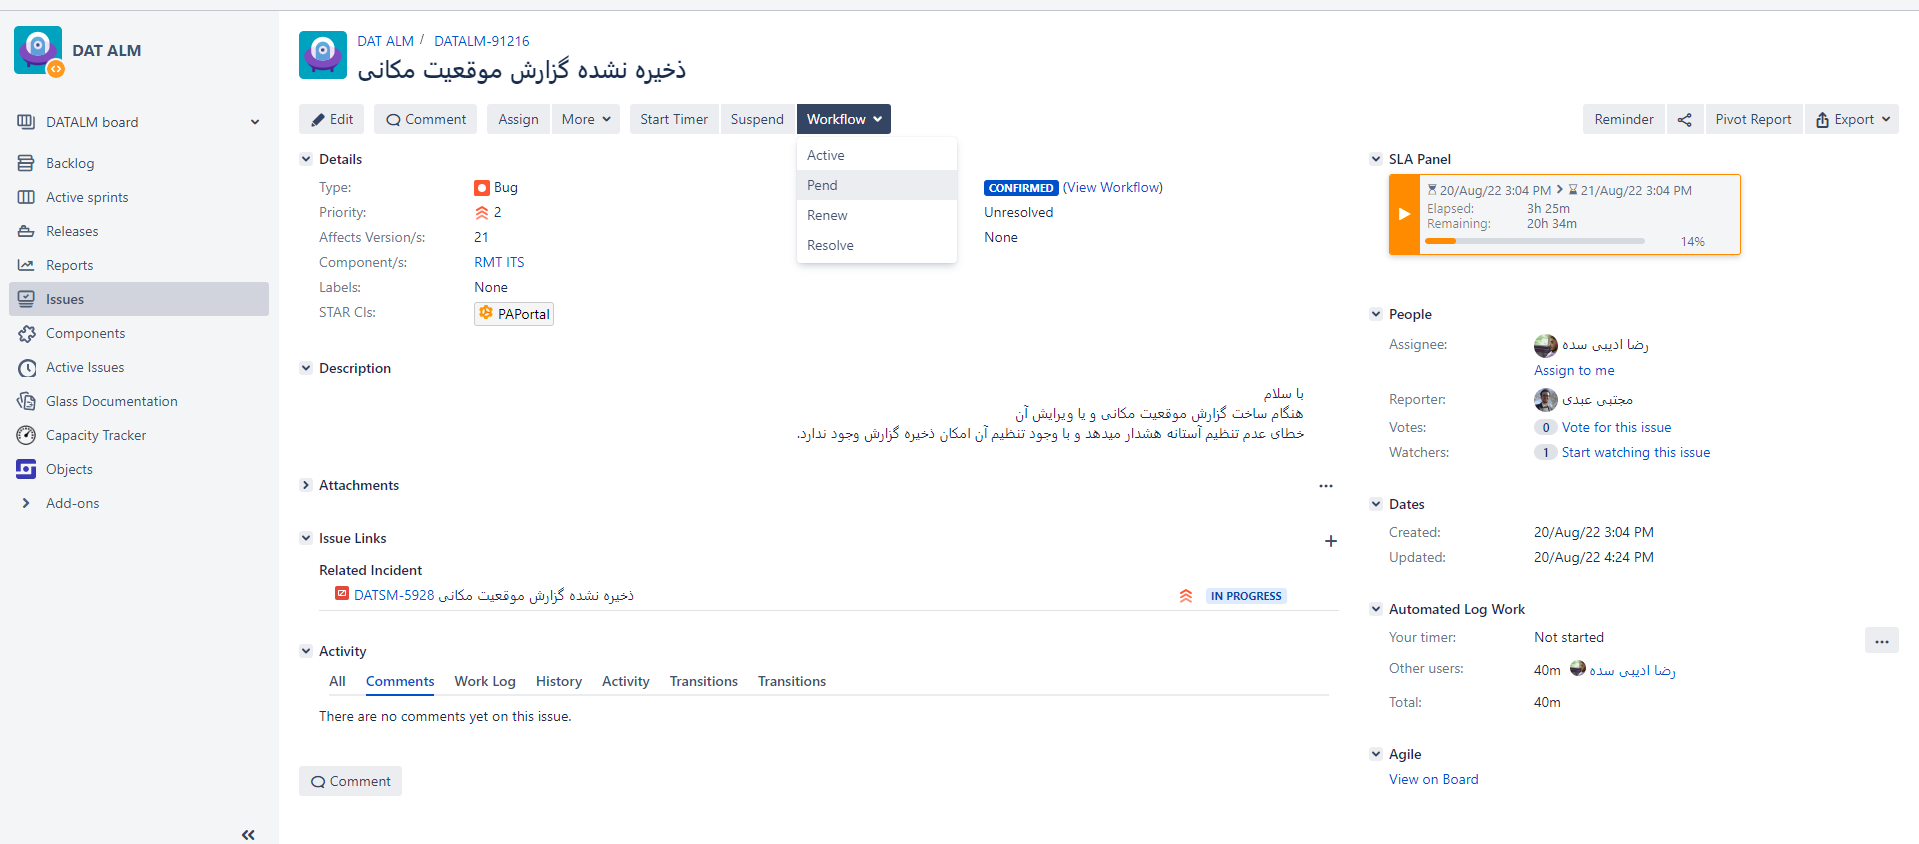 DAT ALM
DATALM board
Backlog
Active sprints
Releases
Reports
Issues
Components
Active Issues
Glass Documentation
Capacity Tracker
Objects
Add-ons
DAT ALM / DATALM-91216
ذخیره نشده گزارش موقعیت مکانی
Edit Comment Assign More Start Timer Suspend Workflow Reminder Pivot Report Export
Active
Pend
Renew
Resolve
Details
Type: Bug CONFIRMED (View Workflow)
Priority: 2 Unresolved
Affects Version/s: 21 None
Component/s: RMT ITS
Labels: None
STAR CIs: PAPortal
Description
با سلام
هنگام ساخت گزارش موقعیت مکانی و یا ویرایش آن
خطای عدم تنظیم آستانه هشدار میدهد و با وجود تنظیم آن امکان ذخیره گزارش وجود ندارد.
Attachments
Issue Links
Related Incident
DATSM-5928 ذخیره نشده گزارش موقعیت مکانی IN PROGRESS
Activity
All Comments Work Log History Activity Transitions Transitions
There are no comments yet on this issue.
Comment
SLA Panel
20/Aug/22 3:04 PM > 21/Aug/22 3:04 PM
Elapsed: 3h 25m
Remaining: 20h 34m
14%
People
Assignee: رضا ادیبی سده
Assign to me
Reporter: مجتبی عبدی
Votes: 0 Vote for this issue
Watchers: 1 Start watching this issue
Dates
Created: 20/Aug/22 3:04 PM
Updated: 20/Aug/22 4:24 PM
Automated Log Work
Your timer: Not started
Other users: 40m رضا ادیبی سده
Total: 40m
Agile
View on Board